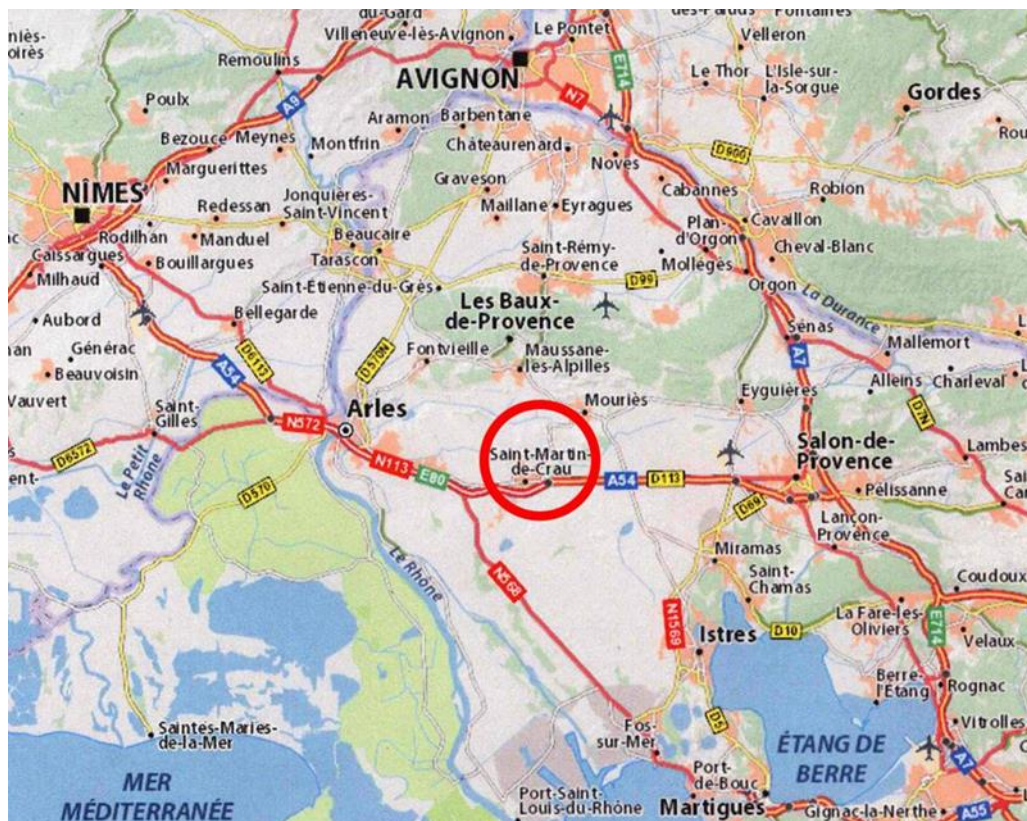 du-Gard
Villeneuve-lès-Avignon
Le Pontet
Velleron
Remoulins
AVIGNON
E714
Le Thor
L'Isle-sur-
la-Sorgue
Gordes
Poulx
A9
N7
Aramon
Barbentane
Bezouce
Meynes
Montfrin
Châteaurenard
D900
Marguerittes
Noves
NÎMES
Graveson
Cabannes
Robion
Redessan
Jonquières-
Saint-Vincent
Maillane
Eyragues
Cavaillon
Rodilhan
Manduel
Beaucaire
Plan-
d'Orgon
Cheval-Blanc
Caissargues
Bouillargues
Tarascon
Saint-Rémy-
de-Provence
Mollégès
Milhaud
D99
Orgon
Saint-Étienne-du-Grès
La Durance
Aubord
Bellegarde
Les Baux-
de-Provence
Sénas
Générac
D6113
D570N
Fontvieille
Maussane-
les-Alpilles
A7
Mallemort
Beauvoisin
A54
Alleins
Charleval
Vauvert
Eyguières
Saint-
Gilles
N572
Arles
Mouriès
D7N
D6572
Le Petit
Rhône
N113
E80
Saint-Martin-
de-Crau
Salon-de-
Provence
Lambes
D570
A54
D113
Pélissanne
D69
Lançon-
Provence
Le Rhône
Miramas
N568
Saint-
Chamas
Coudoux
N1569
La Fare-les-
Oliviers
D10
E714
Istres
Velaux
Berre-
l'Etang
Rognac
Saintes-Maries-
de-la-Mer
Fos-
sur-Mer
D5
Vitrolles
MER
MÉDITERRANÉE
ÉTANG DE
BERRE
A7
Port-Saint-
Louis-du-Rhône
Port-
de-Bouc
Martigues
Gignac-la-Nerthe
A55